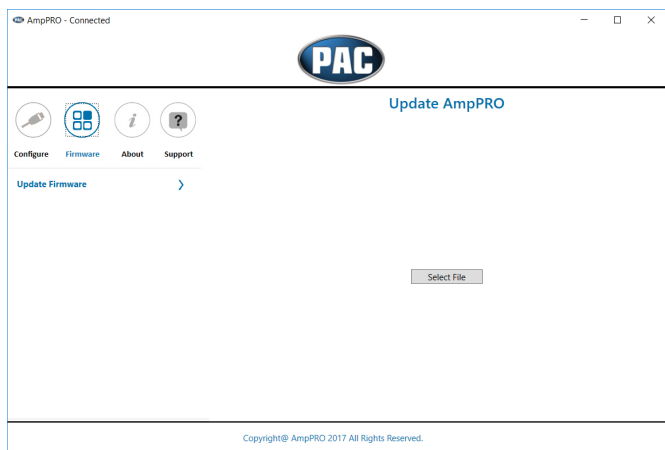 AmpPRO - Connected
PAC
Update AmpPRO
Configure Firmware About Support
Update Firmware
Select File
Copyright@ AmpPRO 2017 All Rights Reserved.